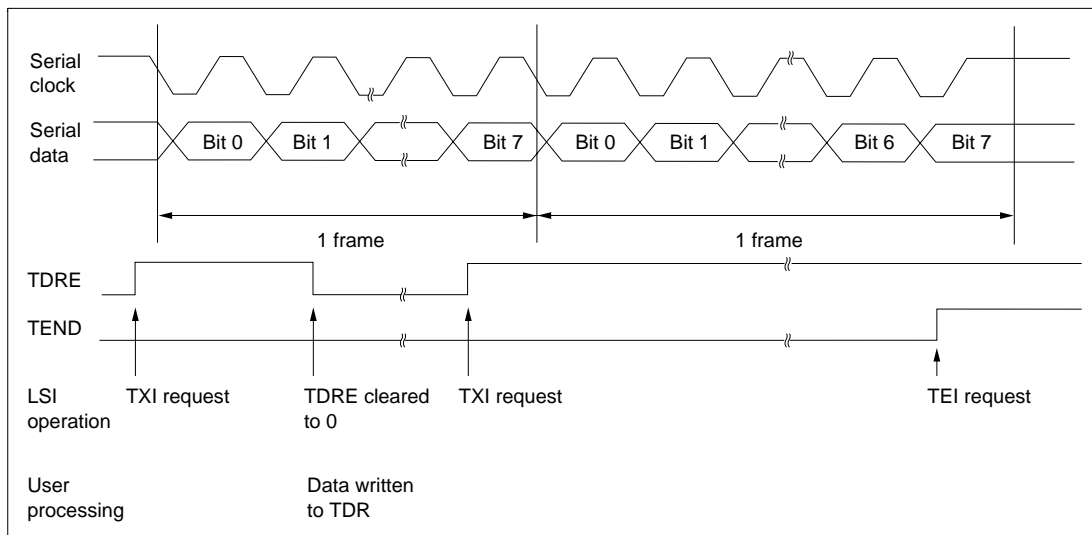 Serial
clock
Serial
data
Bit 0 Bit 1 Bit 7 Bit 0 Bit 1 Bit 6 Bit 7
1 frame 1 frame
TDRE
TEND
LSI
operation
TXI request
TDRE cleared
to 0
TXI request
TEI request
User
processing
Data written
to TDR